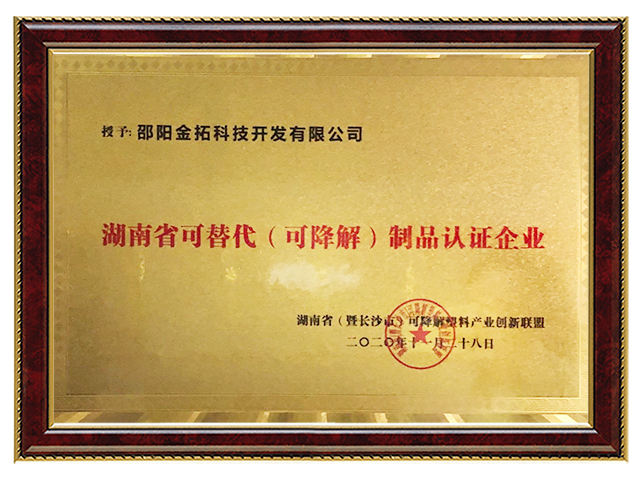 授予: 邵阳金拓科技开发有限公司
湖南省可替代（可降解）制品认证企业
湖南省（暨长沙市）可降解塑料产业创新联盟
二〇二〇年十一月二十八日